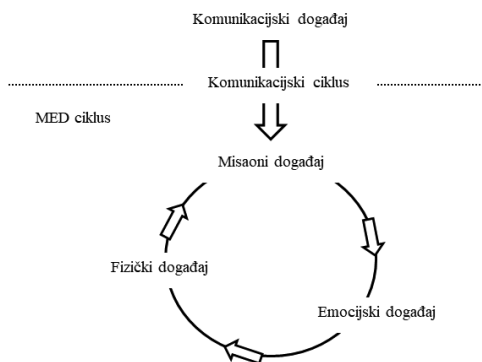 Komunikacijski događaj
Komunikacijski ciklus
MED ciklus
Misaoni događaj
Fizički događaj
Emocijski događaj